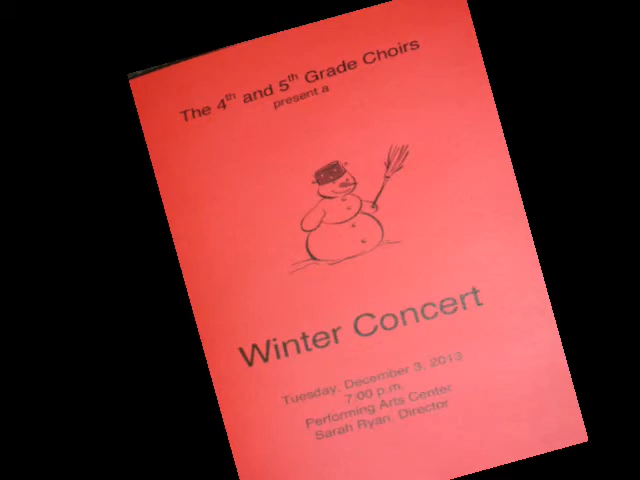 The 4th and 5th Grade Choirs
present a
Winter Concert
Tuesday, December 3, 2013
7:00 p.m.
Performing Arts Center
Sarah Ryan, Director